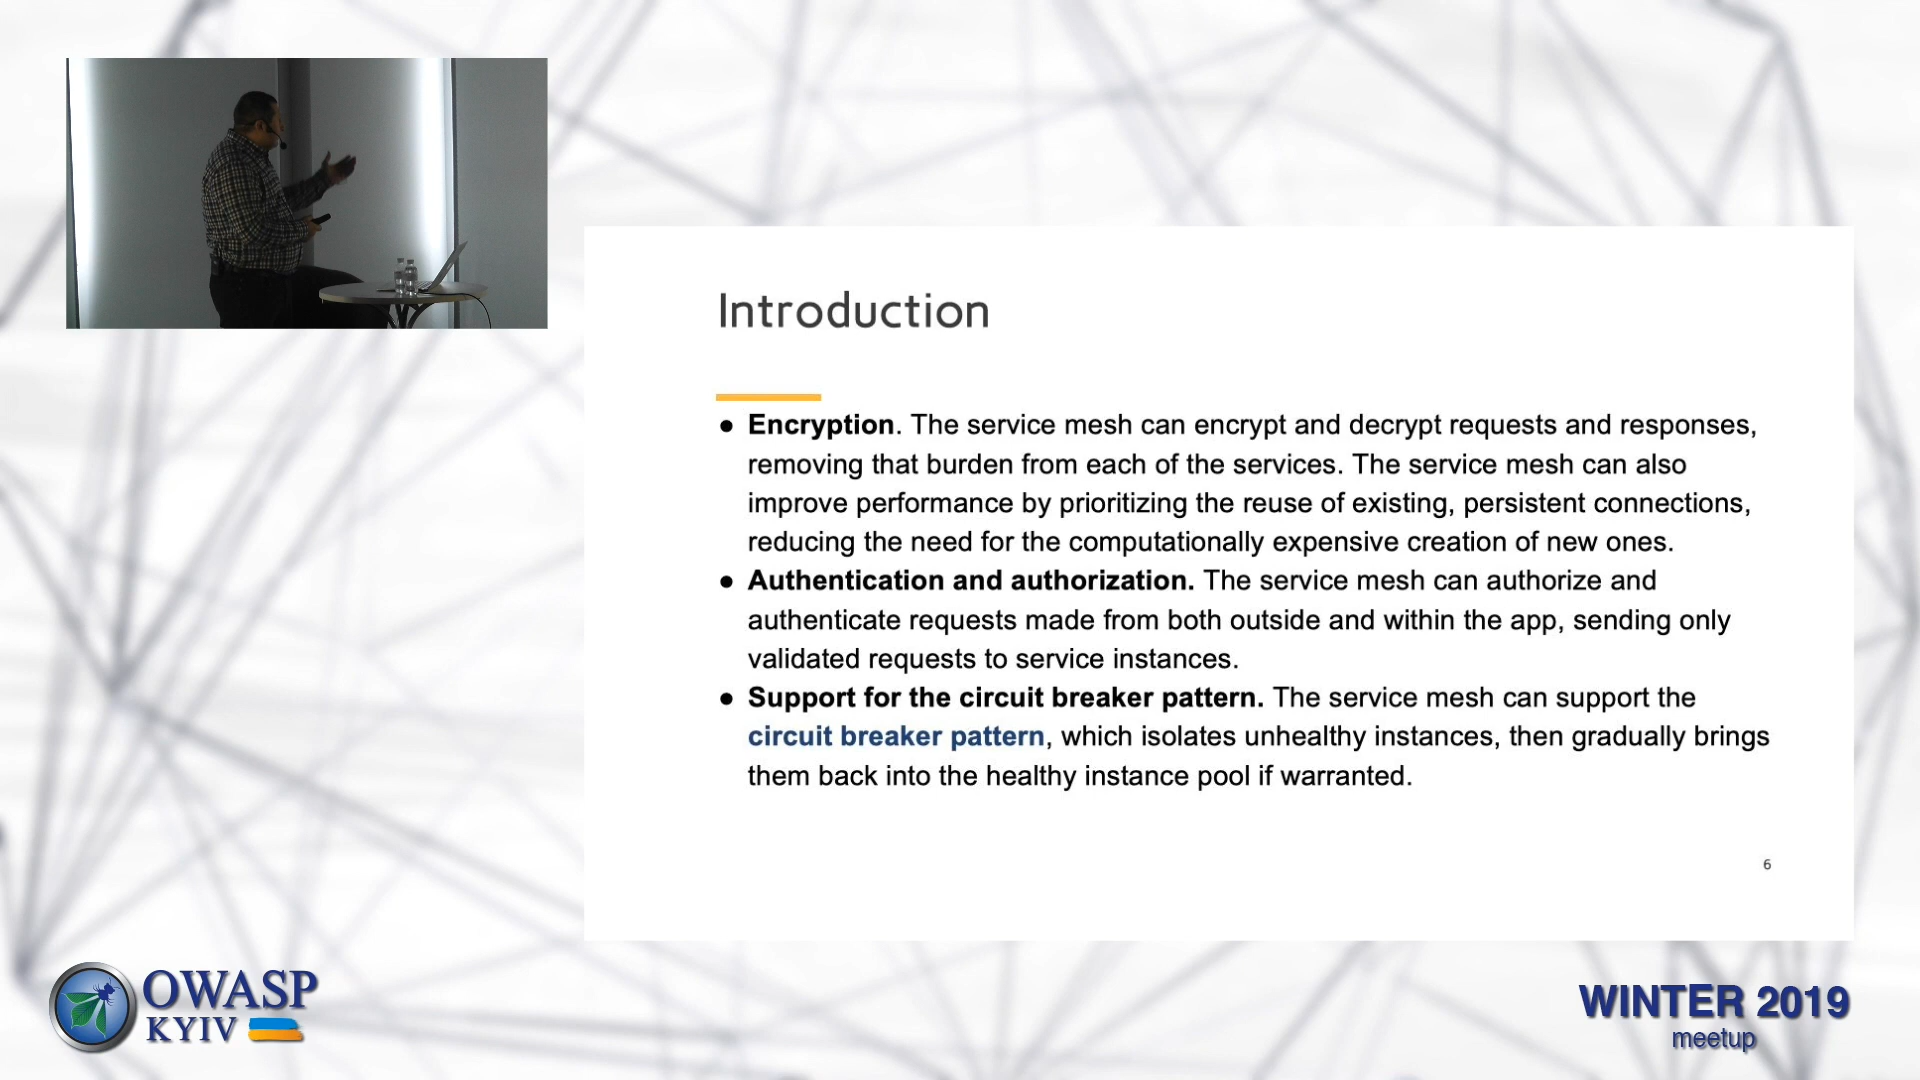 Introduction
● Encryption. The service mesh can encrypt and decrypt requests and responses,
removing that burden from each of the services. The service mesh can also
improve performance by prioritizing the reuse of existing, persistent connections,
reducing the need for the computationally expensive creation of new ones.
● Authentication and authorization. The service mesh can authorize and
authenticate requests made from both outside and within the app, sending only
validated requests to service instances.
● Support for the circuit breaker pattern. The service mesh can support the
circuit breaker pattern, which isolates unhealthy instances, then gradually brings
them back into the healthy instance pool if warranted.
6
OWASP
KYIV
WINTER 2019
meetup